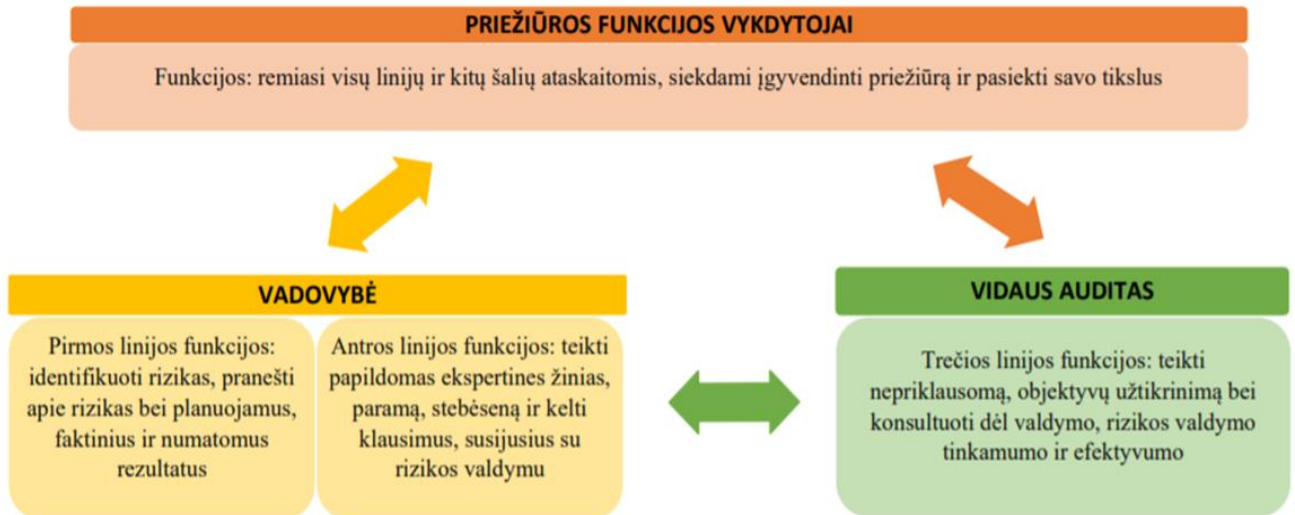 PRIEŽIŪROS FUNKCIJOS VYKDYTOJAI
Funkcijos: remiasi visų linijų ir kitų šalių ataskaitomis, siekdami įgyvendinti priežiūrą ir pasiekti savo tikslus
VADOVYBĖ
Pirmos linijos funkcijos:
identifikuoti rizikas, pranešti
apie rizikas bei planuojamus,
faktinius ir numatomus
rezultatus
Antros linijos funkcijos: teikti
papildomas ekspertines žinias,
paramą, stebėseną ir kelti
klausimus, susijusius su
rizikos valdymu
VIDAUS AUDITAS
Trečios linijos funkcijos: teikti
nepriklausomą, objektyvų užtikrinimą bei
konsultuoti dėl valdymo, rizikos valdymo
tinkamumo ir efektyvumo